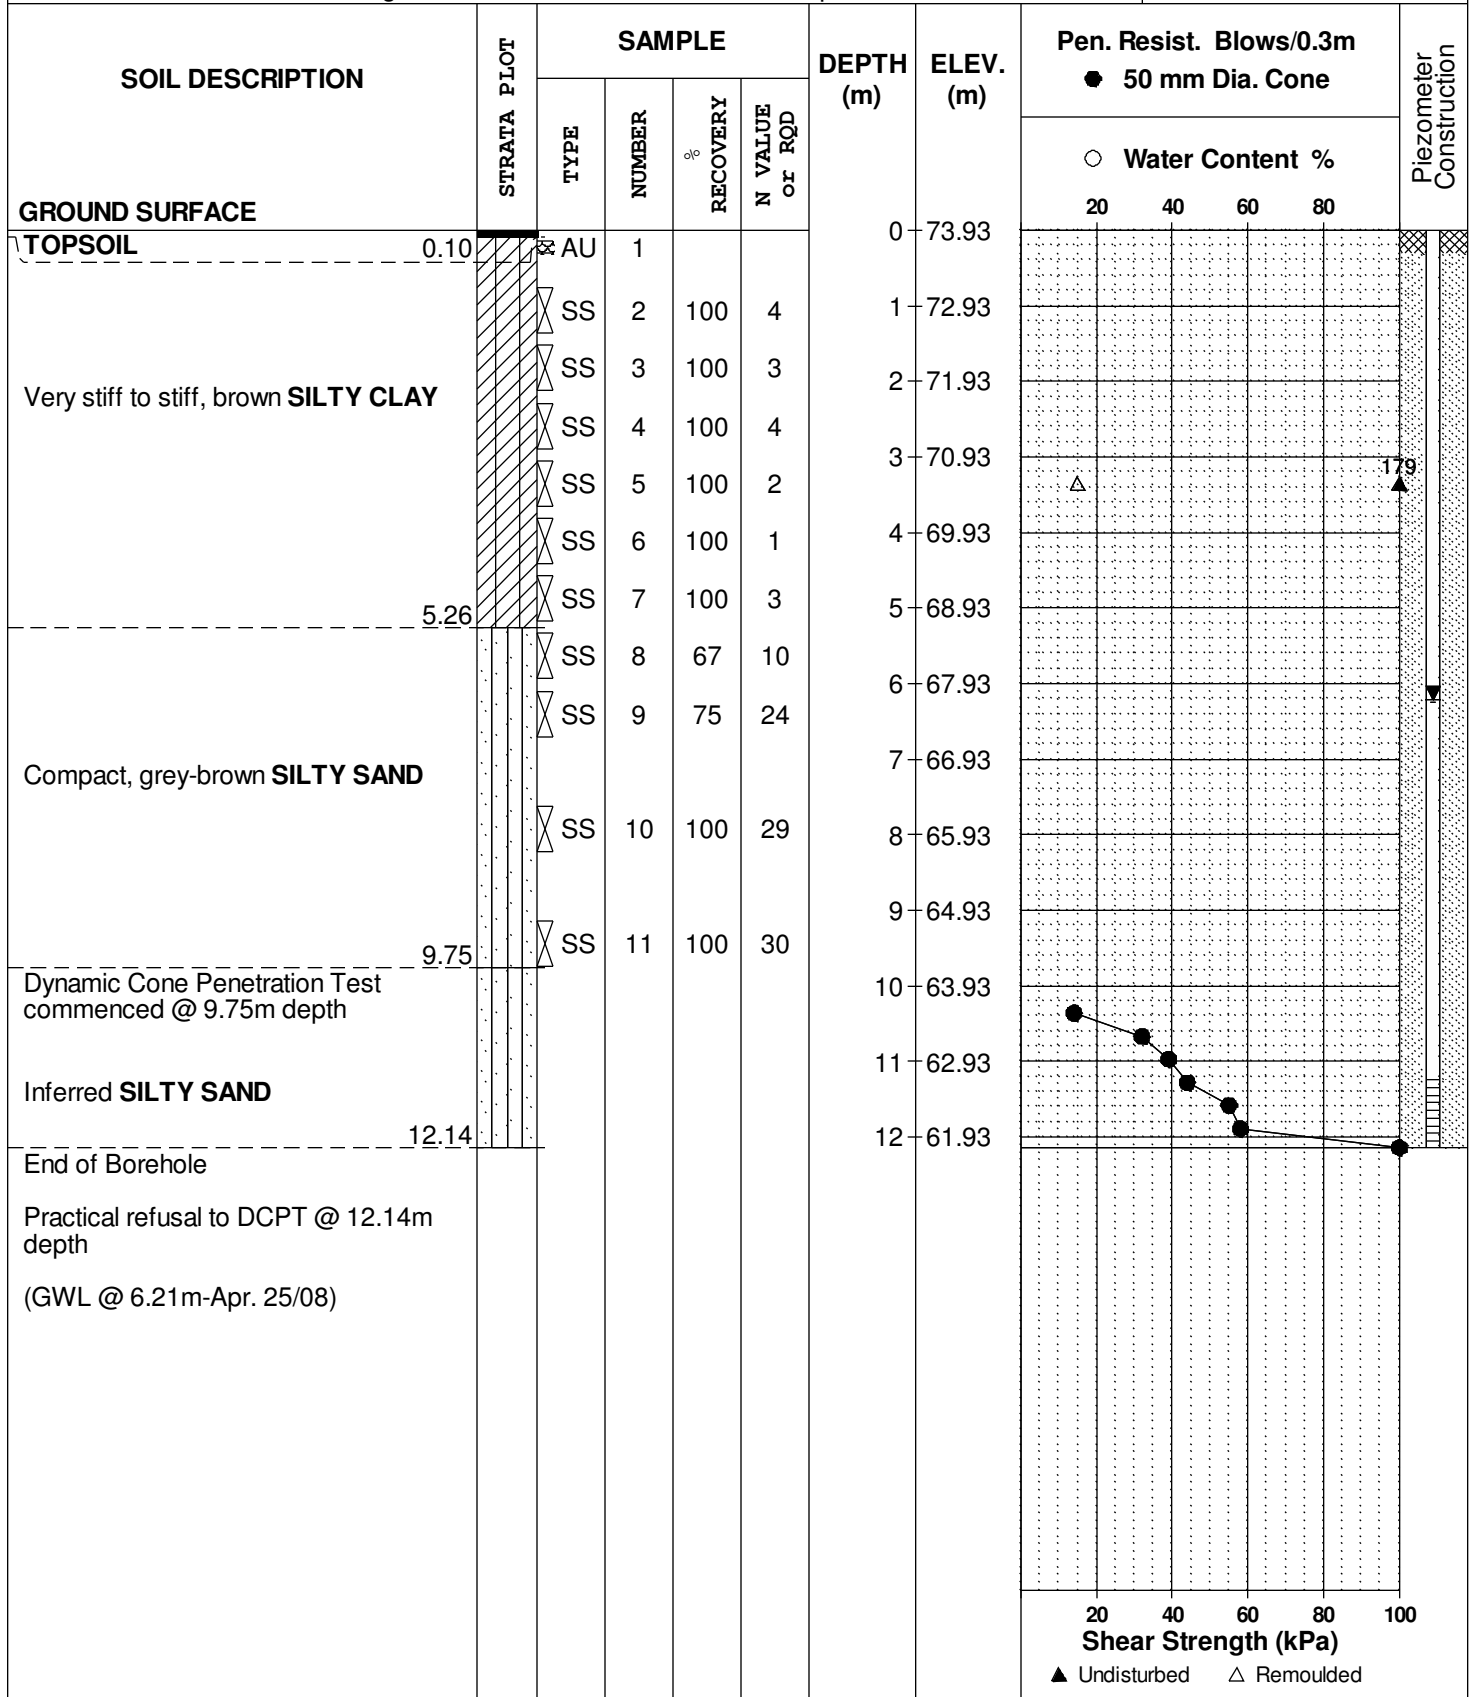 SOIL DESCRIPTION
GROUND SURFACE
STRATA PLOT
SAMPLE
TYPE
NUMBER
%
RECOVERY
N VALUE
or RQD
DEPTH
(m)
ELEV.
(m)
Pen. Resist. Blows/0.3m
● 50 mm Dia. Cone
○ Water Content %
20 40 60 80
Piezometer
Construction
0 73.93
TOPSOIL 0.10
AU 1
SS 2 100 4
1 72.93
SS 3 100 3
2 71.93
Very stiff to stiff, brown SILTY CLAY
SS 4 100 4
3 70.93
179
SS 5 100 2
4 69.93
SS 6 100 1
SS 7 100 3
5 68.93
5.26
SS 8 67 10
6 67.93
SS 9 75 24
7 66.93
Compact, grey-brown SILTY SAND
SS 10 100 29
8 65.93
9 64.93
SS 11 100 30
9.75
Dynamic Cone Penetration Test
commenced @ 9.75m depth
10 63.93
11 62.93
Inferred SILTY SAND
12.14
12 61.93
End of Borehole
Practical refusal to DCPT @ 12.14m
depth
(GWL @ 6.21m-Apr. 25/08)
20 40 60 80 100
Shear Strength (kPa)
▲ Undisturbed △ Remoulded